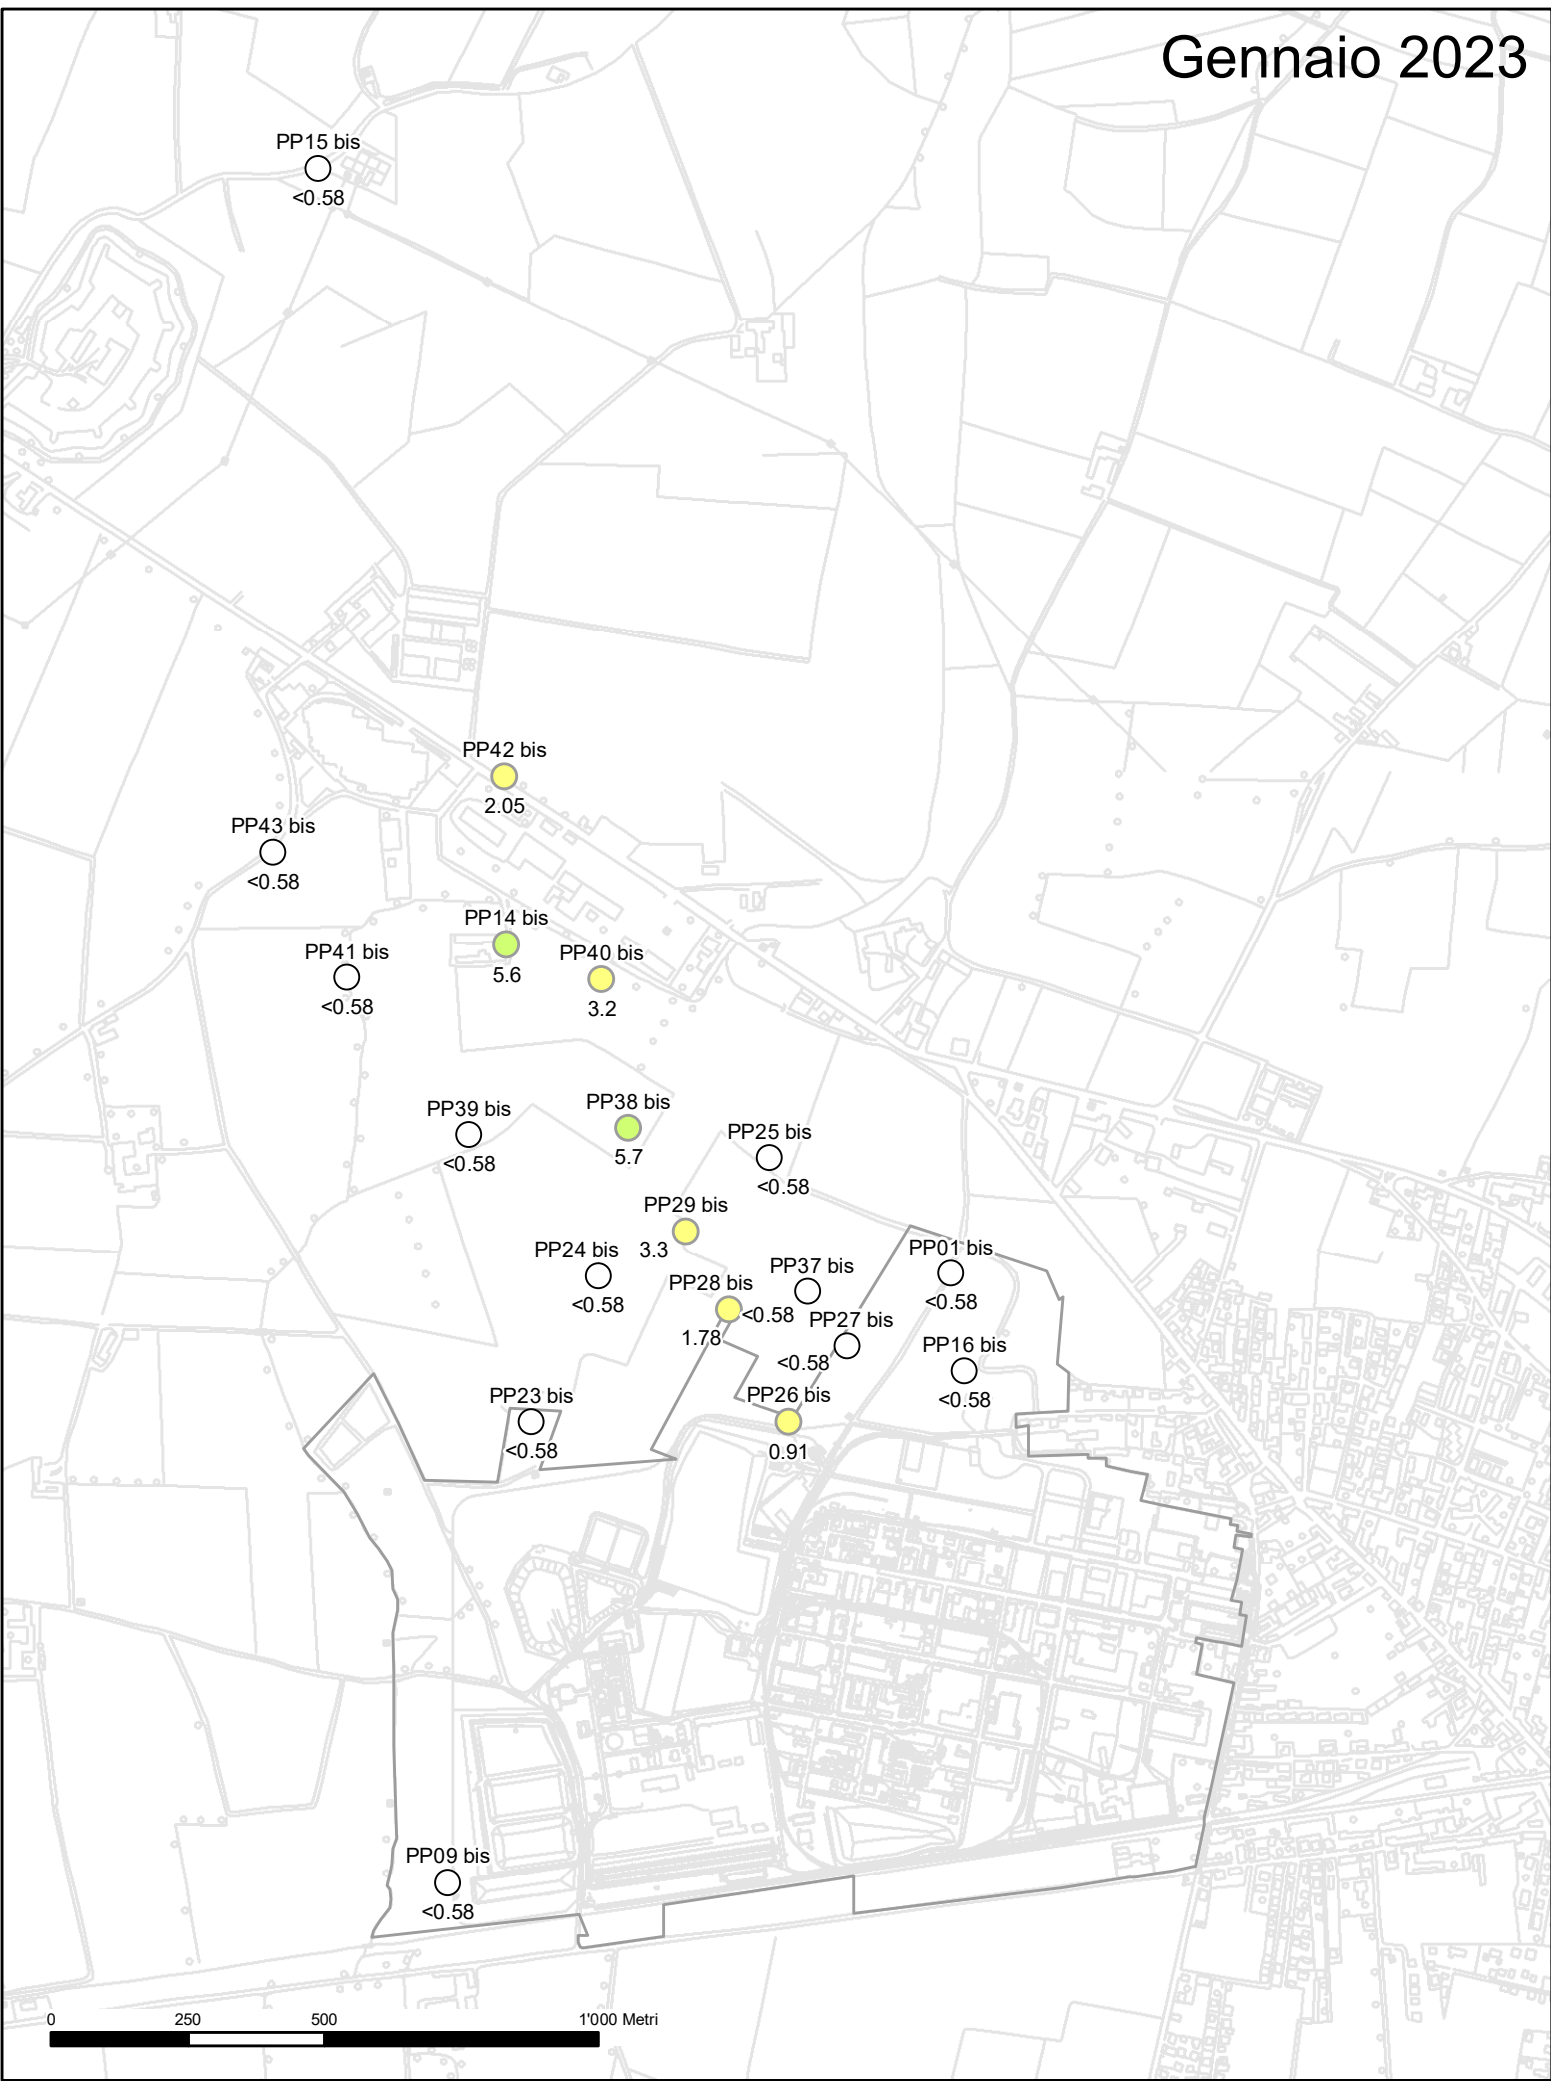 Gennaio 2023
PP15 bis
<0.58
PP42 bis
2.05
PP43 bis
<0.58
PP14 bis
5.6
PP40 bis
3.2
PP41 bis
<0.58
PP38 bis
5.7
PP39 bis
<0.58
PP25 bis
<0.58
PP29 bis
3.3
PP24 bis
<0.58
PP01 bis
<0.58
PP37 bis
<0.58
PP28 bis
1.78
PP27 bis
<0.58
PP16 bis
<0.58
PP23 bis
<0.58
PP26 bis
0.91
PP09 bis
<0.58
0 250 500 1'000 Metri